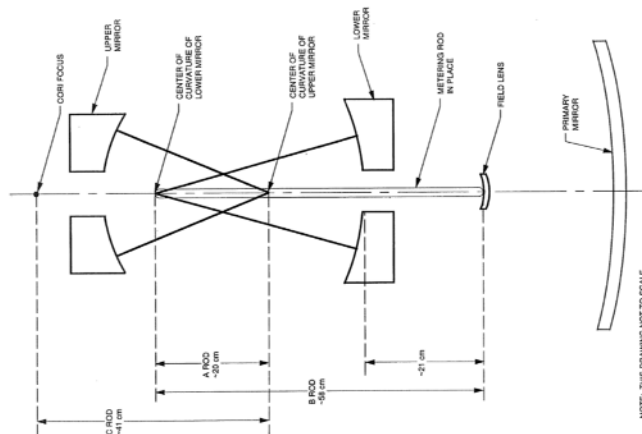 CORI FOCUS
UPPER
MIRROR
CENTER OF
CURVATURE OF
LOWER MIRROR
CENTER OF
CURVATURE OF
UPPER MIRROR
LOWER
MIRROR
METERING ROD
IN PLACE
FIELD LENS
PRIMARY
MIRROR
C ROD
~41 cm
A ROD
~20 cm
B ROD
~58 cm
~21 cm
NOTE: THIS DRAWING NOT TO SCALE